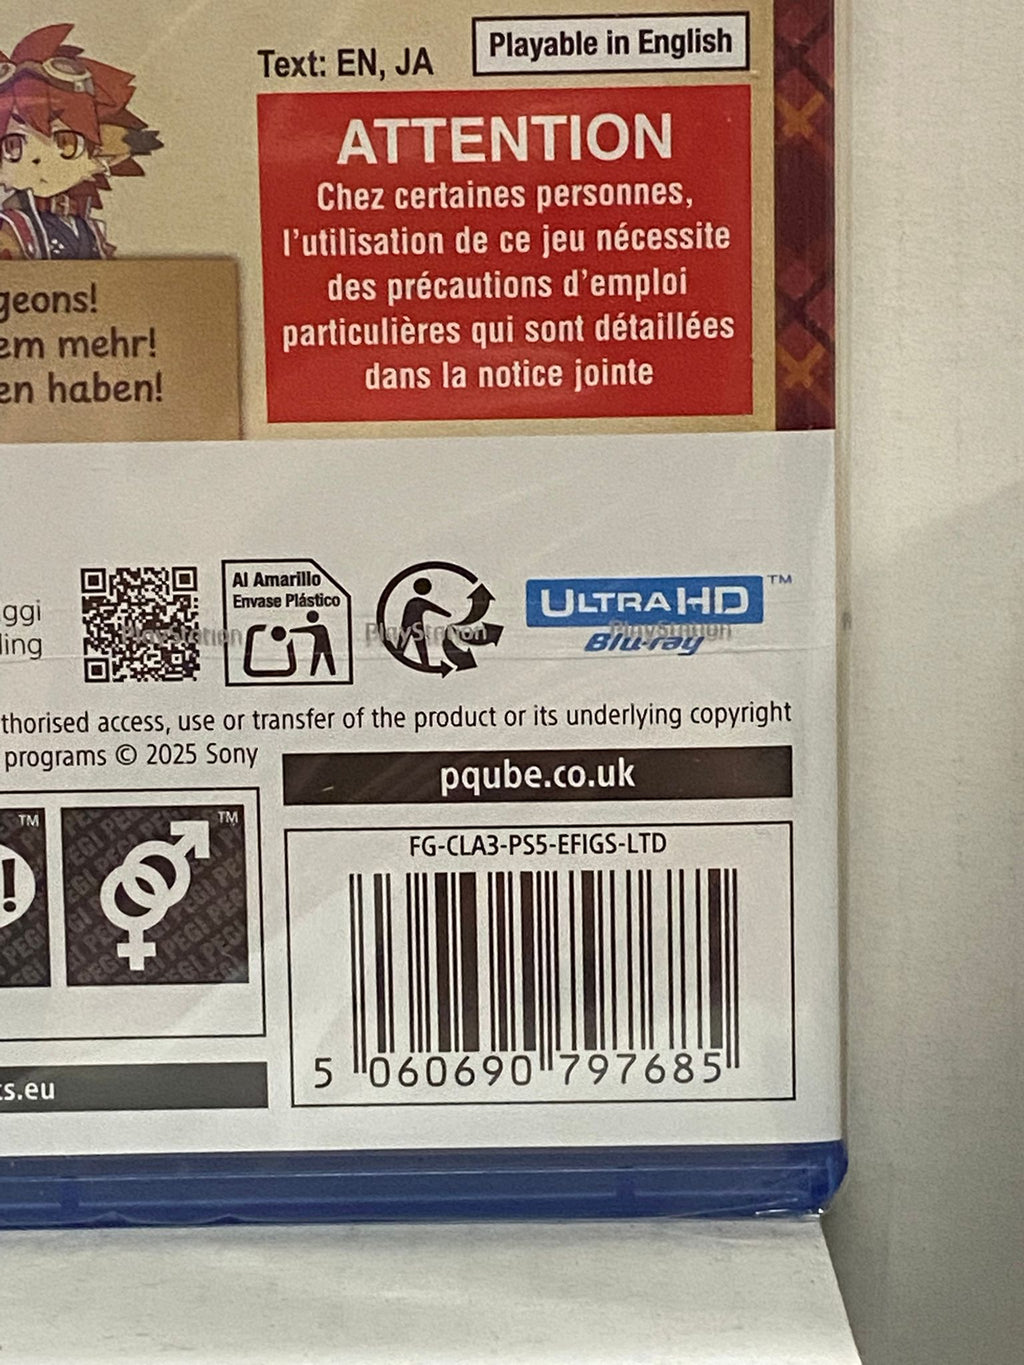 Text: EN, JA
Playable in English
ATTENTION
Chez certaines personnes,
l'utilisation de ce jeu nécessite
des précautions d'emploi
particulières qui sont détaillées
dans la notice jointe
geons!
em mehr!
en haben!
ggi
ling
Al Amarillo
Envase Plástico
PlayStation
PlayStation
PlayStation
ULTRA HD
™
Blu-ray
thorised access, use or transfer of the product or its underlying copyright
programs © 2025 Sony
pqube.co.uk
!
™
™
FG-CLA3-PS5-EFIGS-LTD
5 060690 797685
s.eu